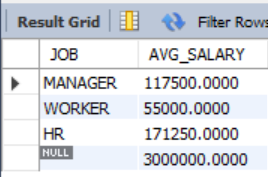 Result Grid Filter Rows
JOB AVG_SALARY
MANAGER 117500.0000
WORKER 55000.0000
HR 171250.0000
NULL 3000000.0000